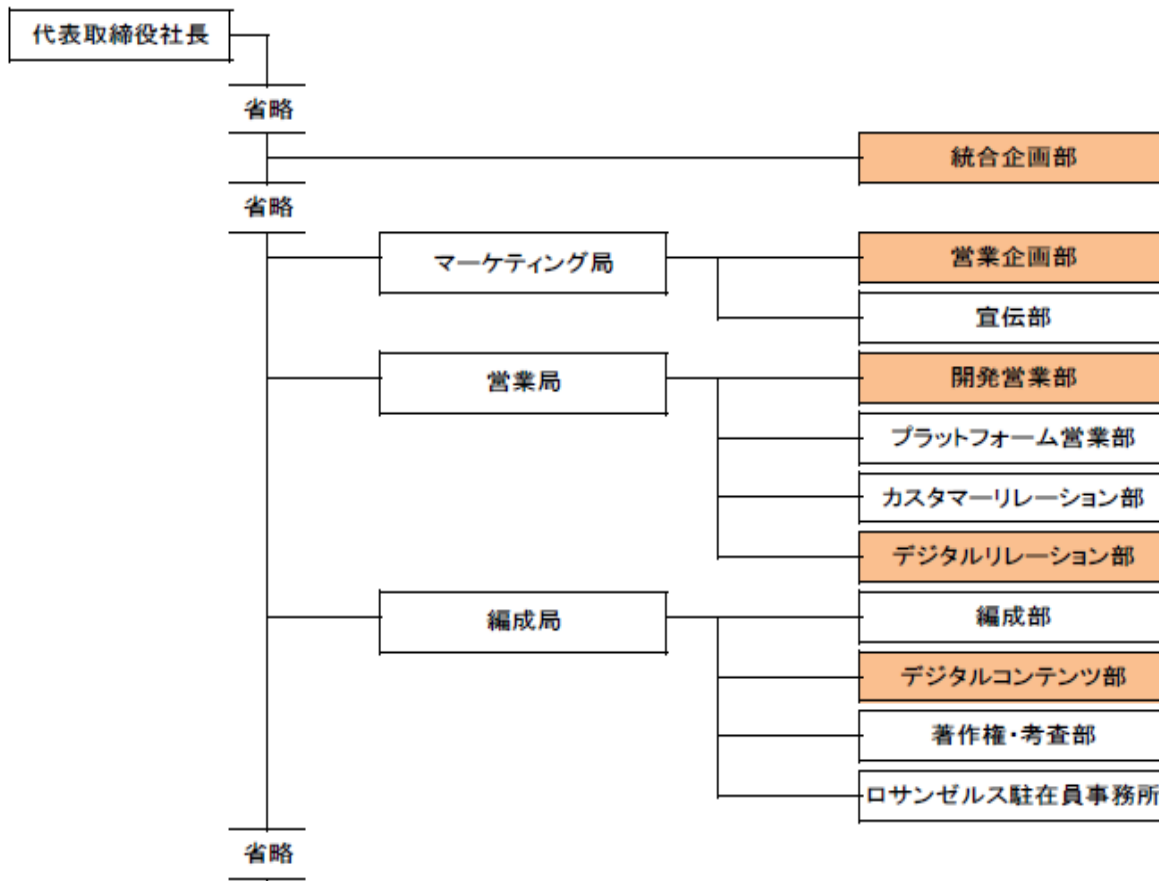 代表取締役社長
省略
統合企画部
省略
マーケティング局
営業企画部
宣伝部
営業局
開発営業部
プラットフォーム営業部
カスタマーリレーション部
デジタルリレーション部
編成局
編成部
デジタルコンテンツ部
著作権・考査部
ロサンゼルス駐在員事務所
省略